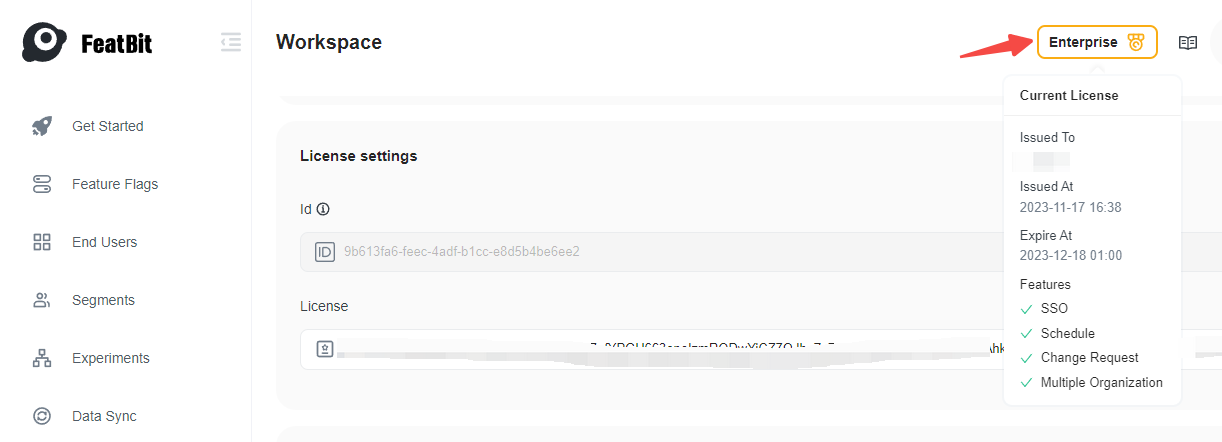 FeatBit
Workspace
Enterprise
Get Started
Feature Flags
End Users
Segments
Experiments
Data Sync
License settings
Id
ID
9b613fa6-feec-4adf-b1cc-e8d5b4be6ee2
License
Current License
Issued To
Issued At
2023-11-17 16:38
Expire At
2023-12-18 01:00
Features
SSO
Schedule
Change Request
Multiple Organization